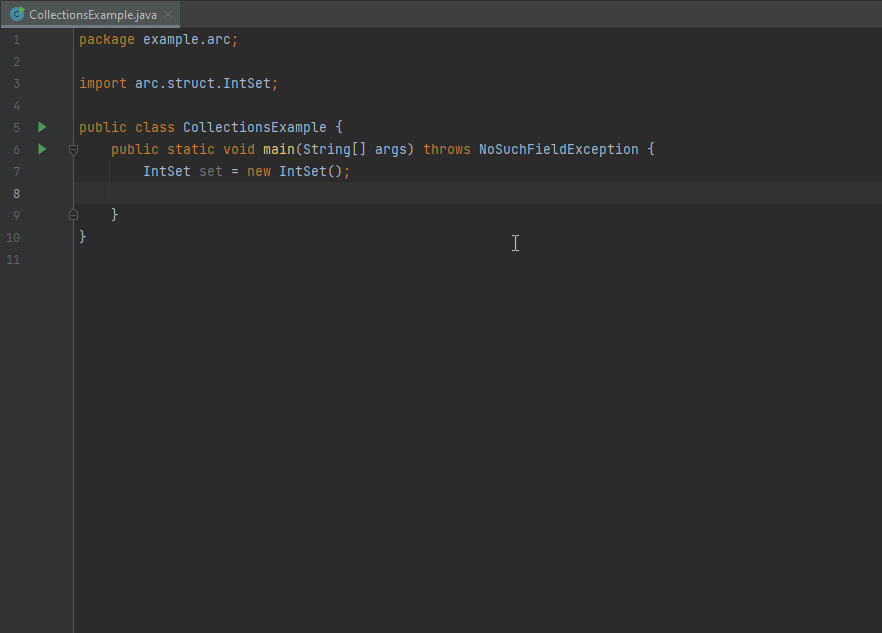 CollectionsExample.java
1 package example.arc;
2
3 import arc.struct.IntSet;
4
5 public class CollectionsExample {
6 public static void main(String[] args) throws NoSuchFieldException {
7 IntSet set = new IntSet();
8
9 }
10 }
11